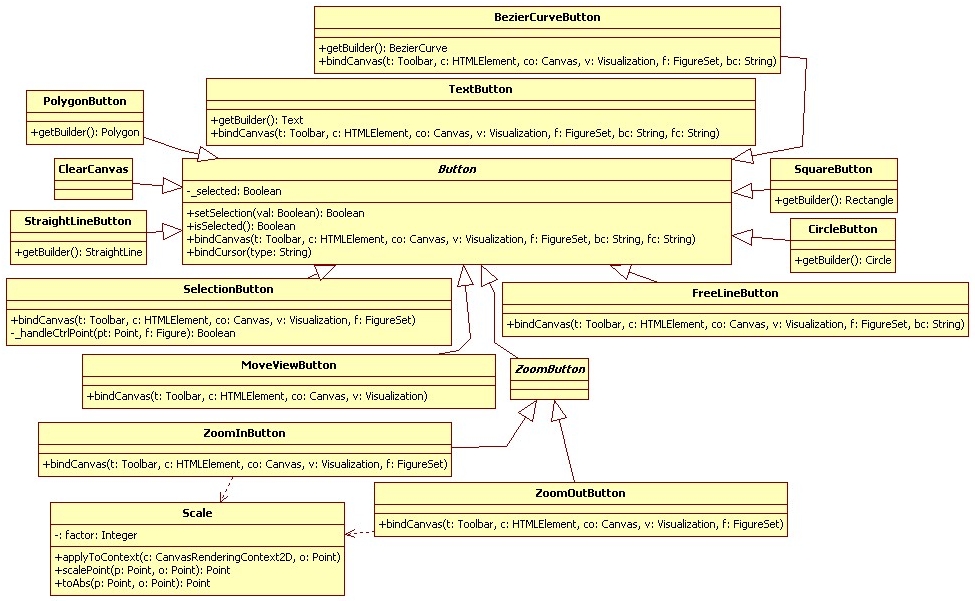 BezierCurveButton
+getBuilder(): BezierCurve
+bindCanvas(t: Toolbar, c: HTMLElement, co: Canvas, v: Visualization, f: FigureSet, bc: String)
TextButton
+getBuilder(): Text
+bindCanvas(t: Toolbar, c: HTMLElement, co: Canvas, v: Visualization, f: FigureSet, bc: String, fc: String)
PolygonButton
+getBuilder(): Polygon
ClearCanvas
StraightLineButton
+getBuilder(): StraightLine
Button
-_selected: Boolean
+setSelection(val: Boolean): Boolean
+isSelected(): Boolean
+bindCanvas(t: Toolbar, c: HTMLElement, co: Canvas, v: Visualization, f: FigureSet, bc: String, fc: String)
+bindCursor(type: String)
SquareButton
+getBuilder(): Rectangle
CircleButton
+getBuilder(): Circle
SelectionButton
+bindCanvas(t: Toolbar, c: HTMLElement, co: Canvas, v: Visualization, f: FigureSet)
-_handleCtrlPoint(pt: Point, f: Figure): Boolean
FreeLineButton
+bindCanvas(t: Toolbar, c: HTMLElement, co: Canvas, v: Visualization, f: FigureSet, bc: String)
MoveViewButton
+bindCanvas(t: Toolbar, c: HTMLElement, co: Canvas, v: Visualization)
ZoomButton
ZoomInButton
+bindCanvas(t: Toolbar, c: HTMLElement, co: Canvas, v: Visualization, f: FigureSet)
ZoomOutButton
+bindCanvas(t: Toolbar, c: HTMLElement, co: Canvas, v: Visualization, f: FigureSet)
Scale
-: factor: Integer
+applyToContext(c: CanvasRenderingContext2D, o: Point)
+scalePoint(p: Point, o: Point): Point
+toAbs(p: Point, o: Point): Point